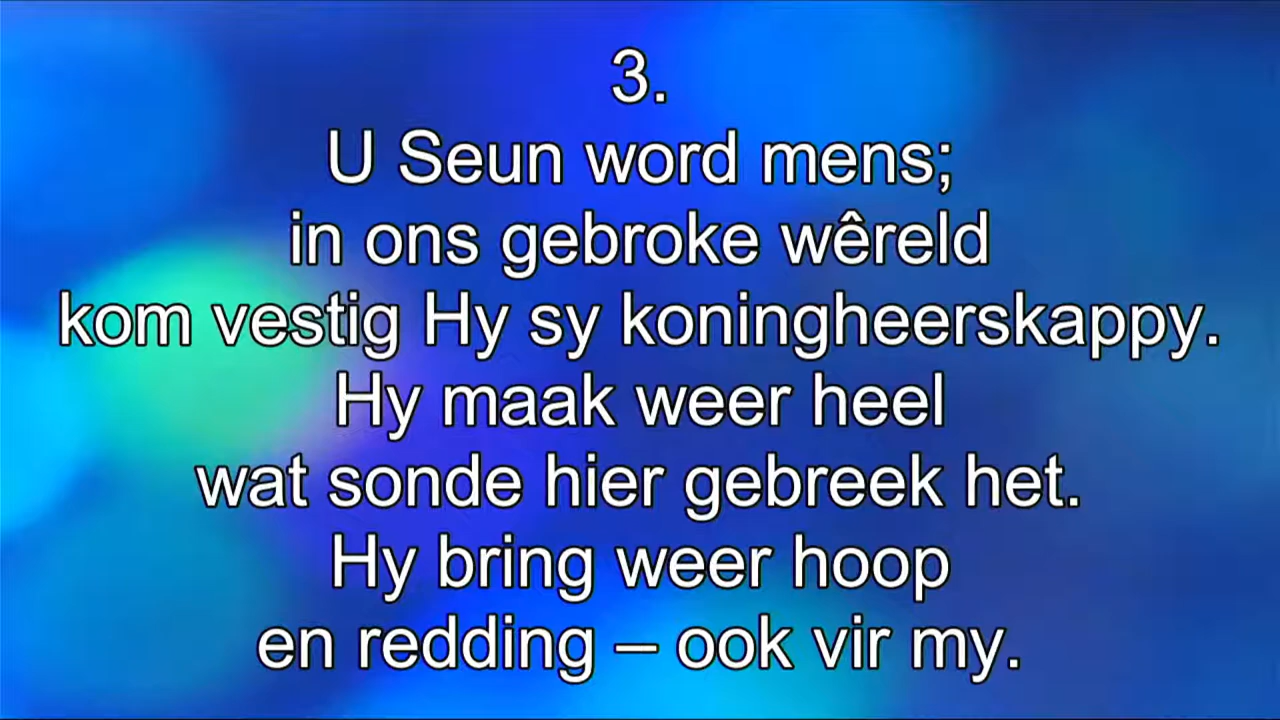 3.
U Seun word mens;
in ons gebroke wêreld
kom vestig Hy sy koningheerskappy.
Hy maak weer heel
wat sonde hier gebreek het.
Hy bring weer hoop
en redding – ook vir my.